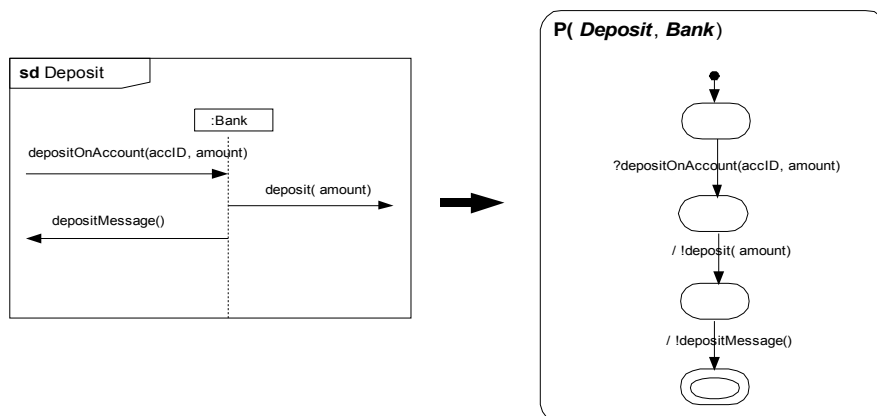 sd Deposit
:Bank
depositOnAccount(accID, amount)
deposit( amount)
depositMessage()
P( Deposit, Bank)
?depositOnAccount(accID, amount)
/ !deposit( amount)
/ !depositMessage()